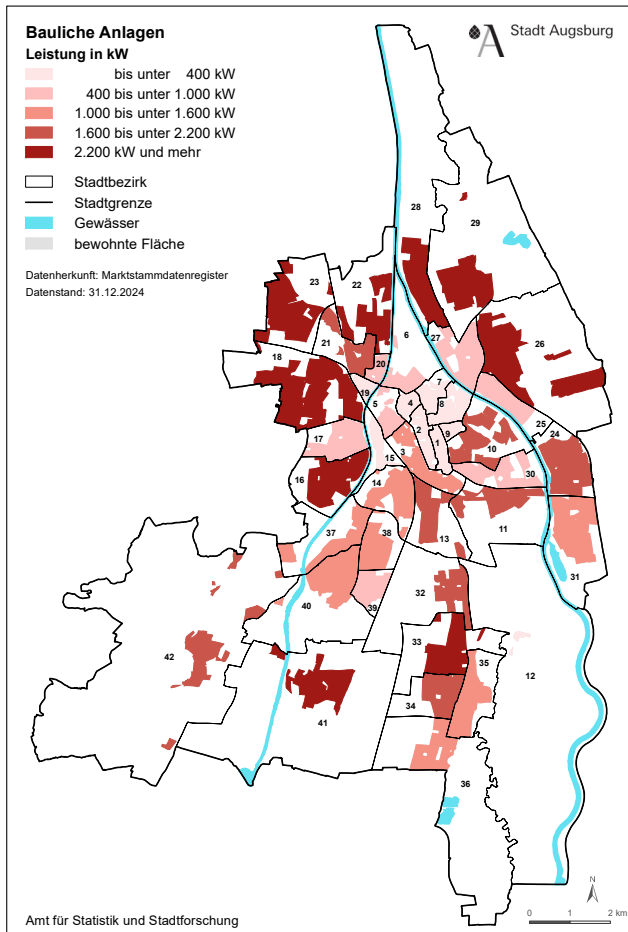 Bauliche Anlagen
Leistung in kW
bis unter 400 kW
400 bis unter 1.000 kW
1.000 bis unter 1.600 kW
1.600 bis unter 2.200 kW
2.200 kW und mehr
Stadtbezirk
Stadtgrenze
Gewässer
bewohnte Fläche
Datenherkunft: Marktstammdatenregister
Datenstand: 31.12.2024
A Stadt Augsburg
28
29
23
22
6
27
26
21
18
20
19
5
4
7
8
2
9
1
25
24
10
17
3
15
30
16
14
11
37
38
13
31
32
40
39
33
35
12
42
34
41
36
N
0 1 2 km
Amt für Statistik und Stadtforschung